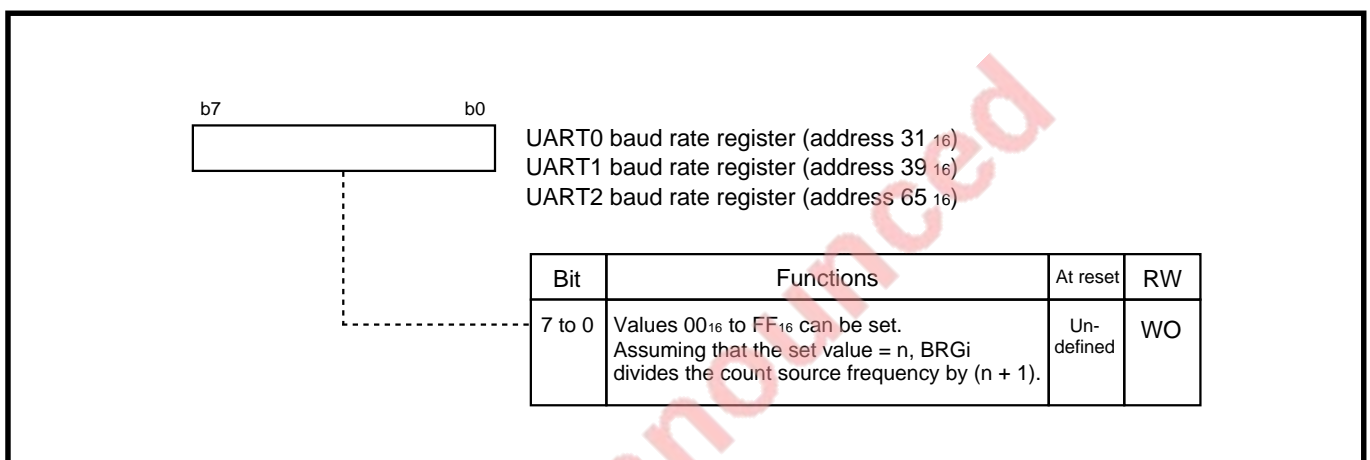 b7 b0
UART0 baud rate register (address 31 16)
UART1 baud rate register (address 39 16)
UART2 baud rate register (address 65 16)
Bit Functions At reset RW
7 to 0 Values 0016 to FF16 can be set. Un- WO
Assuming that the set value = n, BRGi defined
divides the count source frequency by (n + 1).
nounced